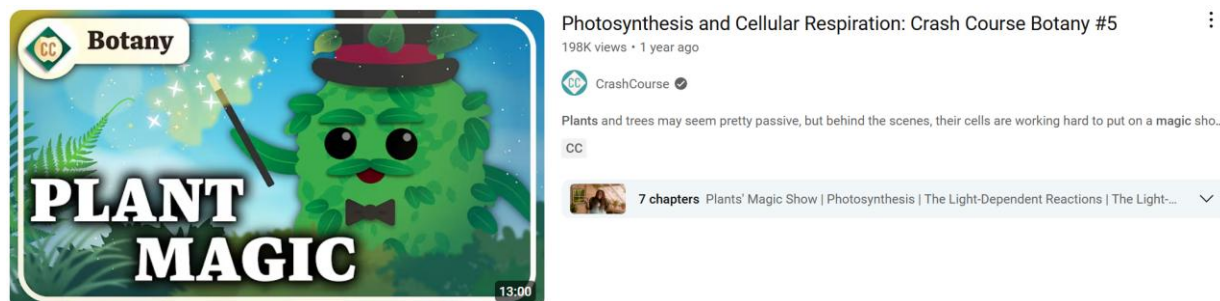 CC Botany
PLANT
MAGIC
13:00
Photosynthesis and Cellular Respiration: Crash Course Botany #5
198K views • 1 year ago
CC CrashCourse
Plants and trees may seem pretty passive, but behind the scenes, their cells are working hard to put on a magic sho...
CC
7 chapters Plants' Magic Show | Photosynthesis | The Light-Dependent Reactions | The Light-...